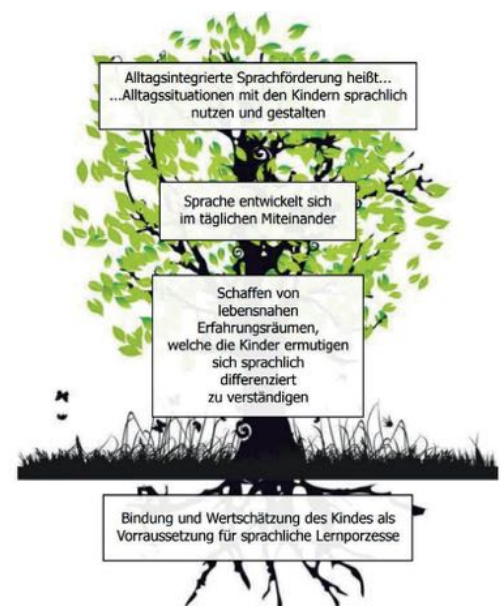 Alltagsintegrierte Sprachförderung heißt...
...Alltagssituationen mit den Kindern sprachlich
nutzen und gestalten
Sprache entwickelt sich
im täglichen Miteinander
Schaffen von
lebensnahen
Erfahrungsräumen,
welche die Kinder ermutigen
sich sprachlich
differenziert
zu verständigen
Bindung und Wertschätzung des Kindes als
Vorraussetzung für sprachliche Lernporzesse